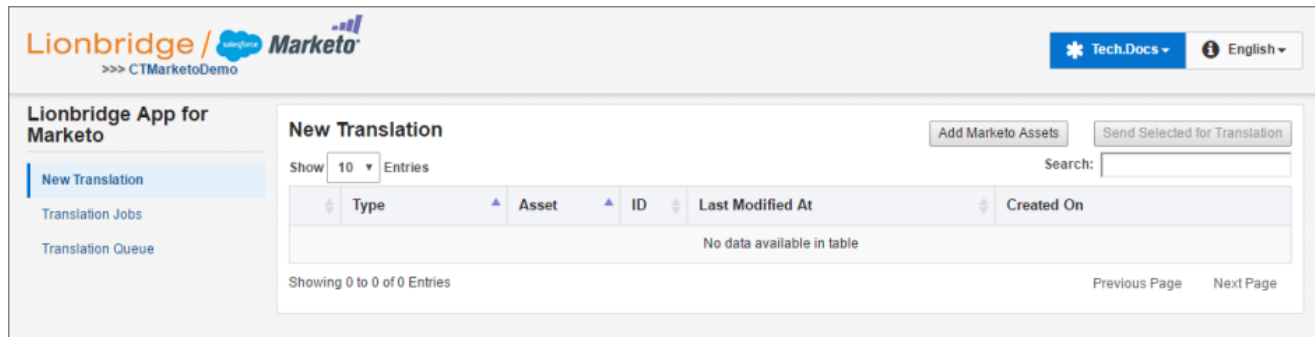 Lionbridge / salesforce Marketo
>>> CTMarketoDemo
Tech.Docs
English
Lionbridge App for
Marketo
New Translation
Translation Jobs
Translation Queue
New Translation
Add Marketo Assets
Send Selected for Translation
Show 10 Entries
Search:
Type Asset ID Last Modified At Created On
No data available in table
Showing 0 to 0 of 0 Entries
Previous Page Next Page